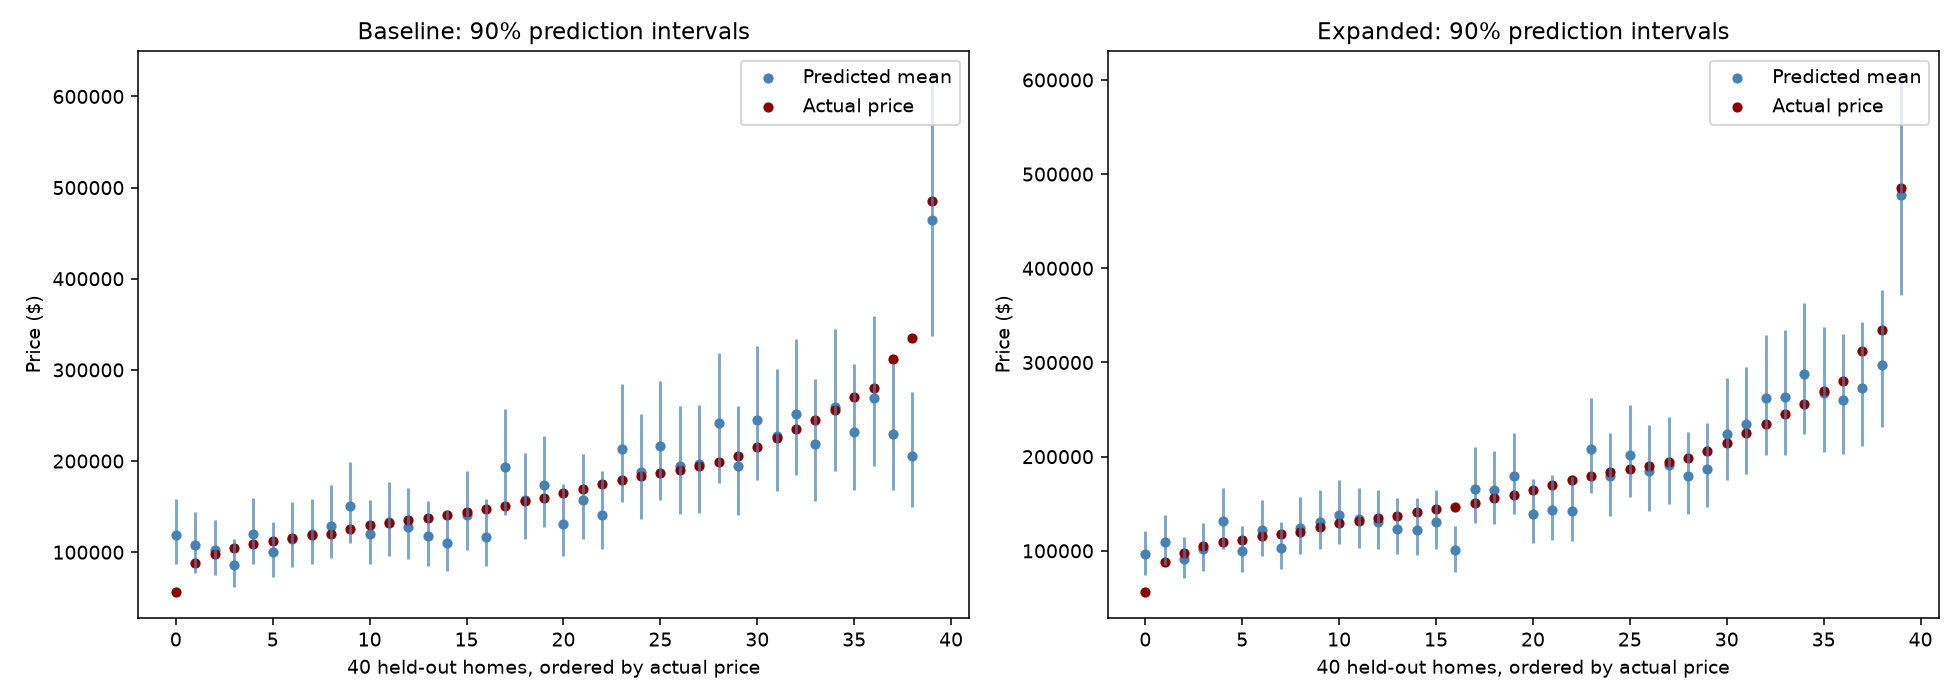 Baseline: 90% prediction intervals
Predicted mean
Actual price
600000
500000
400000
300000
200000
100000
Price ($)
0 5 10 15 20 25 30 35 40
40 held-out homes, ordered by actual price
Expanded: 90% prediction intervals
Predicted mean
Actual price
600000
500000
400000
300000
200000
100000
Price ($)
0 5 10 15 20 25 30 35 40
40 held-out homes, ordered by actual price